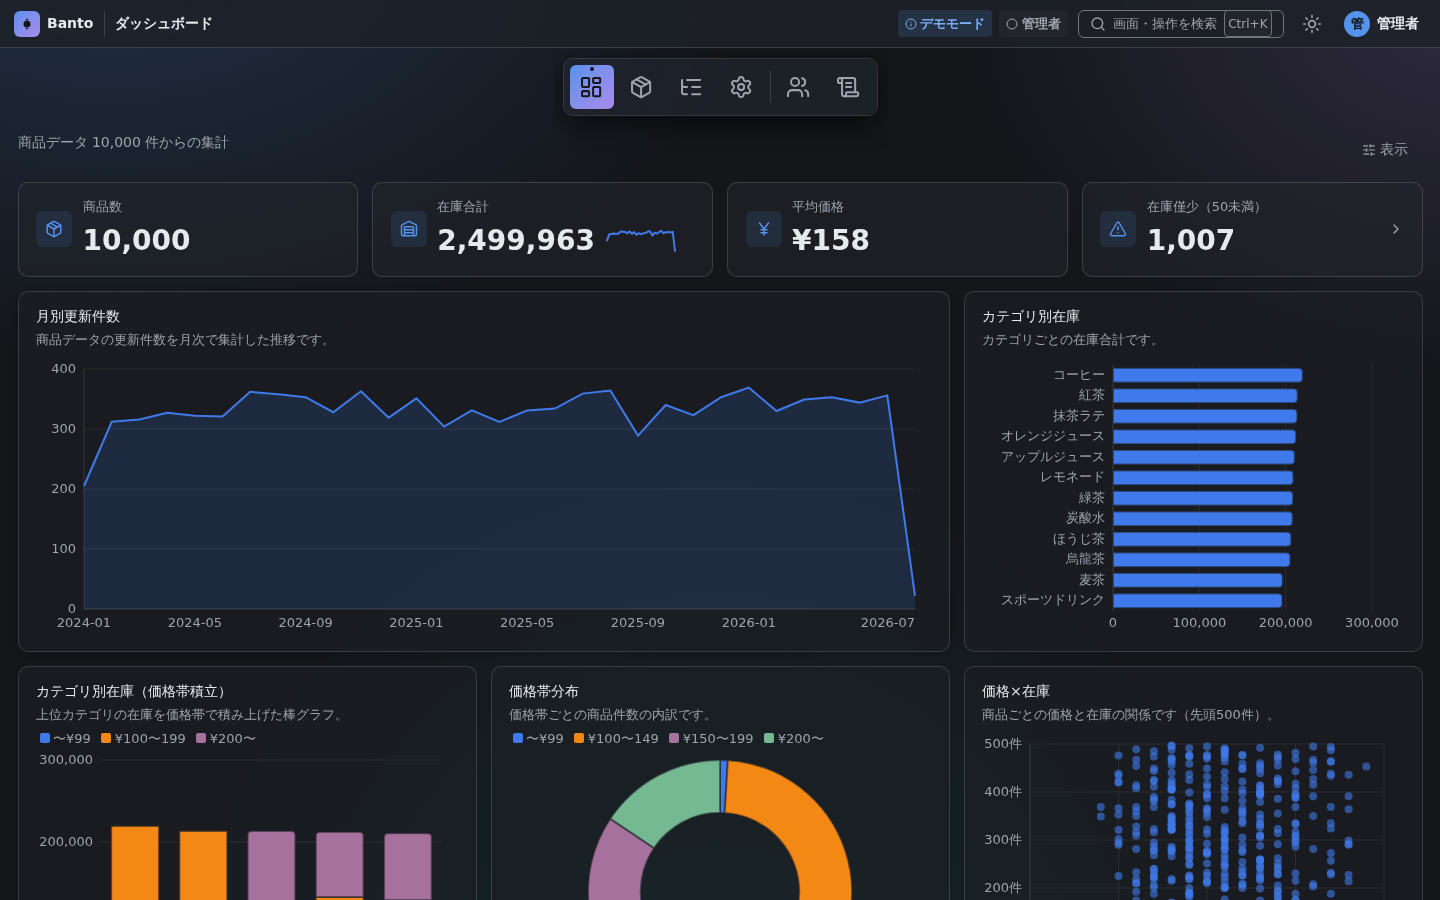 Banto ダッシュボード デモモード 管理者 画面・操作を検索 Ctrl+K 管 管理者
商品データ 10,000 件からの集計
表示
商品数
10,000
在庫合計
2,499,963
平均価格
¥158
在庫僅少（50未満）
1,007
月別更新件数
商品データの更新件数を月次で集計した推移です。
400
300
200
100
0
2024-01 2024-05 2024-09 2025-01 2025-05 2025-09 2026-01 2026-07
カテゴリ別在庫
カテゴリごとの在庫合計です。
コーヒー
紅茶
抹茶ラテ
オレンジジュース
アップルジュース
レモネード
緑茶
炭酸水
ほうじ茶
烏龍茶
麦茶
スポーツドリンク
0 100,000 200,000 300,000
カテゴリ別在庫（価格帯積立）
上位カテゴリの在庫を価格帯で積み上げた棒グラフ。
〜¥99 ¥100〜199 ¥200〜
300,000
200,000
価格帯分布
価格帯ごとの商品件数の内訳です。
〜¥99 ¥100〜149 ¥150〜199 ¥200〜
価格×在庫
商品ごとの価格と在庫の関係です（先頭500件）。
500件
400件
300件
200件